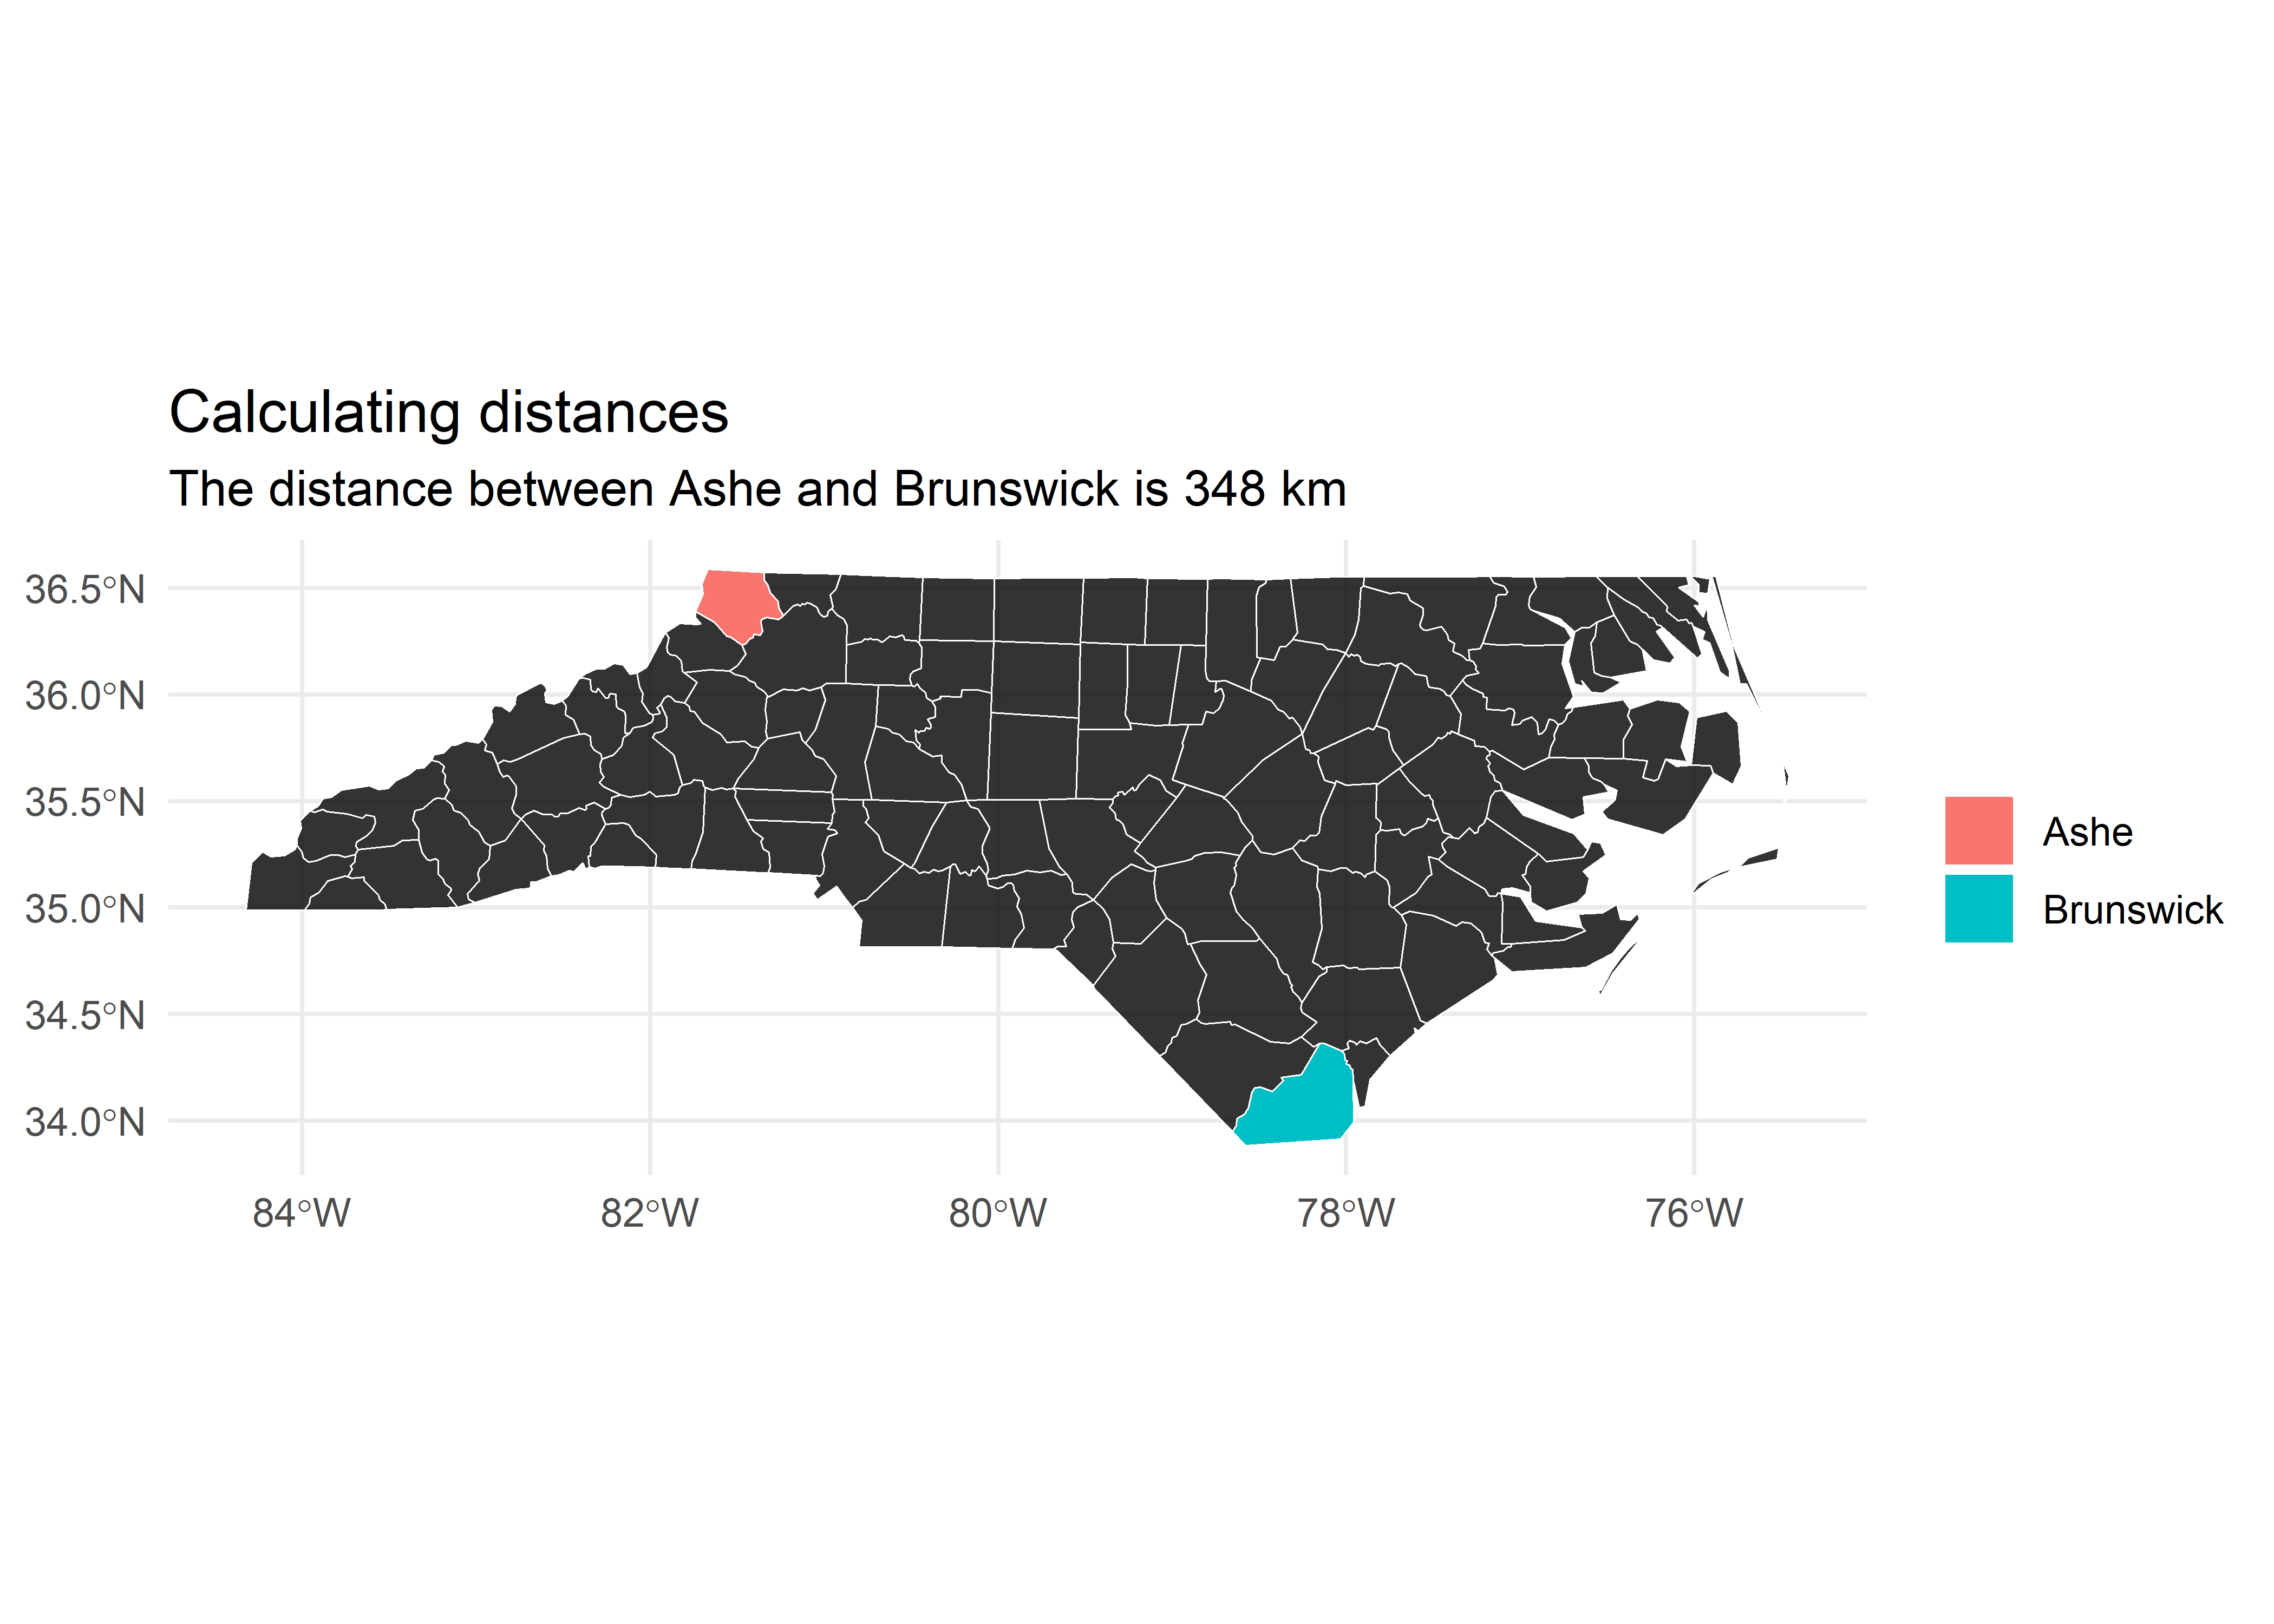 Calculating distances
The distance between Ashe and Brunswick is 348 km
36.5°N
36.0°N
35.5°N
35.0°N
34.5°N
34.0°N
84°W 82°W 80°W 78°W 76°W
Ashe
Brunswick